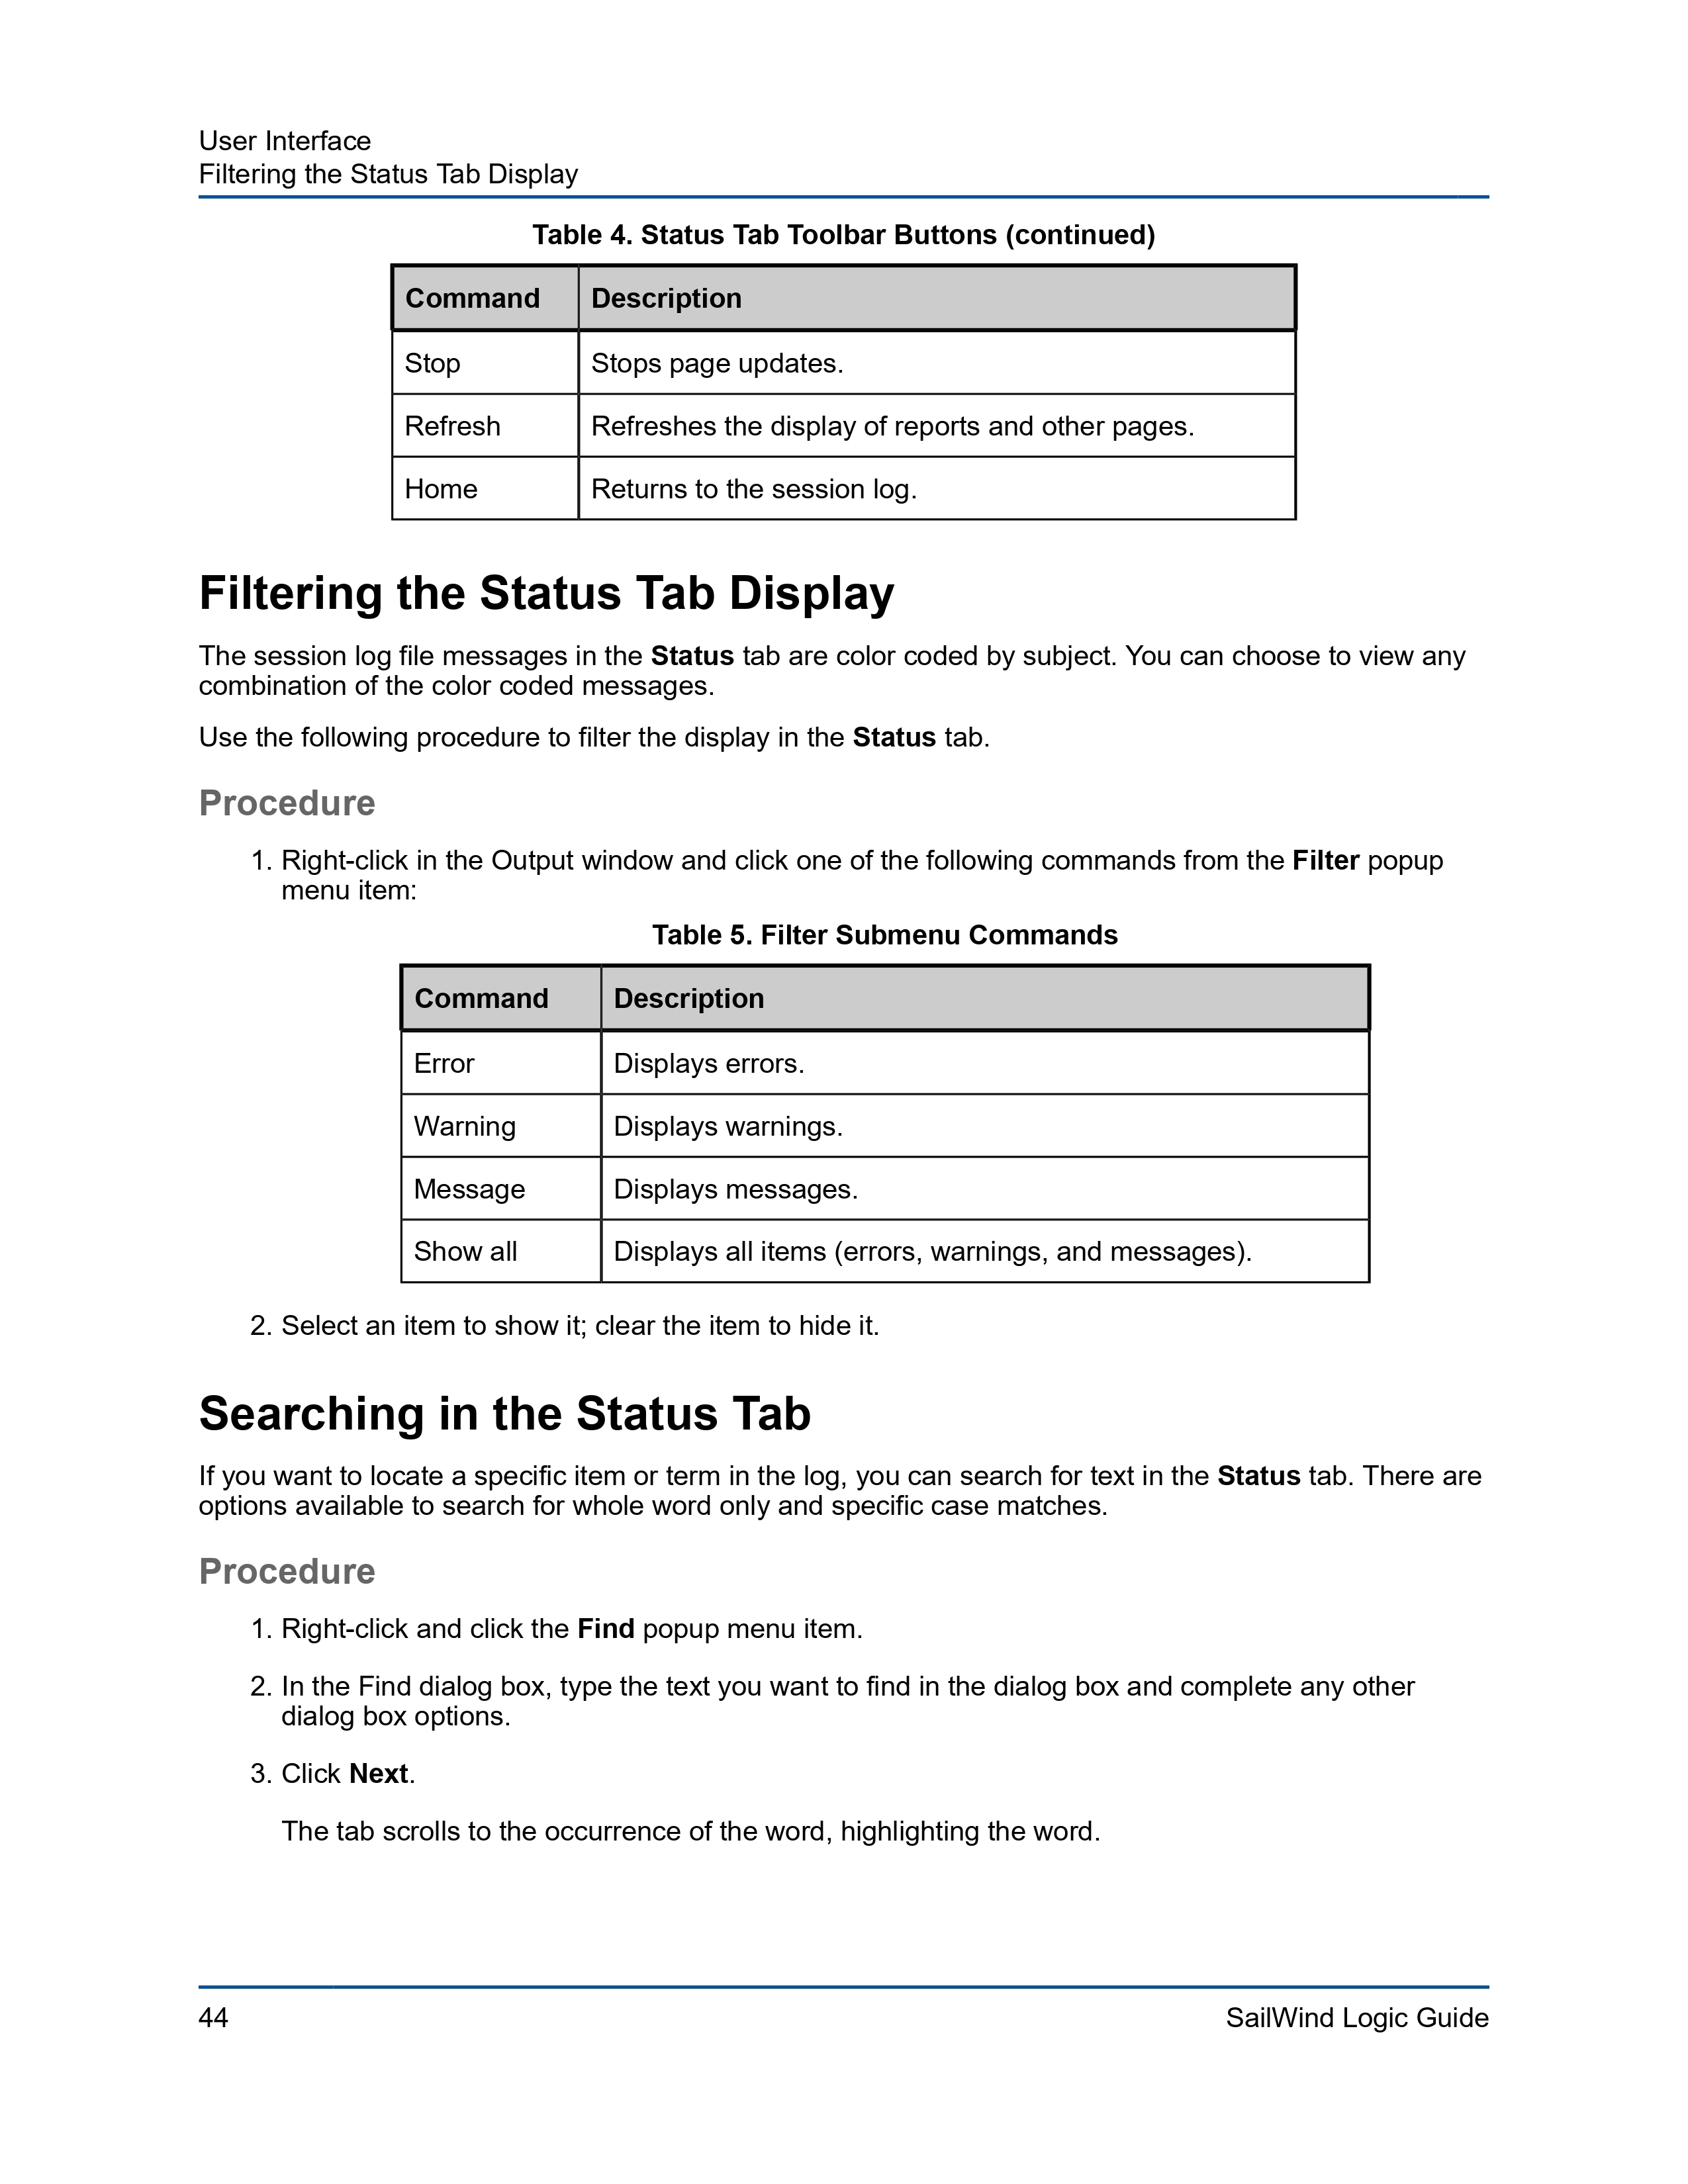 User Interface
Filtering the Status Tab Display
Table 4. Status Tab Toolbar Buttons (continued)
Command Description
Stop Stops page updates.
Refresh Refreshes the display of reports and other pages.
Home Returns to the session log.
Filtering the Status Tab Display
The session log file messages in the Status tab are color coded by subject. You can choose to view any
combination of the color coded messages.
Use the following procedure to filter the display in the Status tab.
Procedure
1. Right-click in the Output window and click one of the following commands from the Filter popup
menu item:
Table 5. Filter Submenu Commands
Command Description
Error Displays errors.
Warning Displays warnings.
Message Displays messages.
Show all Displays all items (errors, warnings, and messages).
2. Select an item to show it; clear the item to hide it.
Searching in the Status Tab
If you want to locate a specific item or term in the log, you can search for text in the Status tab. There are
options available to search for whole word only and specific case matches.
Procedure
1. Right-click and click the Find popup menu item.
2. In the Find dialog box, type the text you want to find in the dialog box and complete any other
dialog box options.
3. Click Next.
The tab scrolls to the occurrence of the word, highlighting the word.
44 SailWind Logic Guide